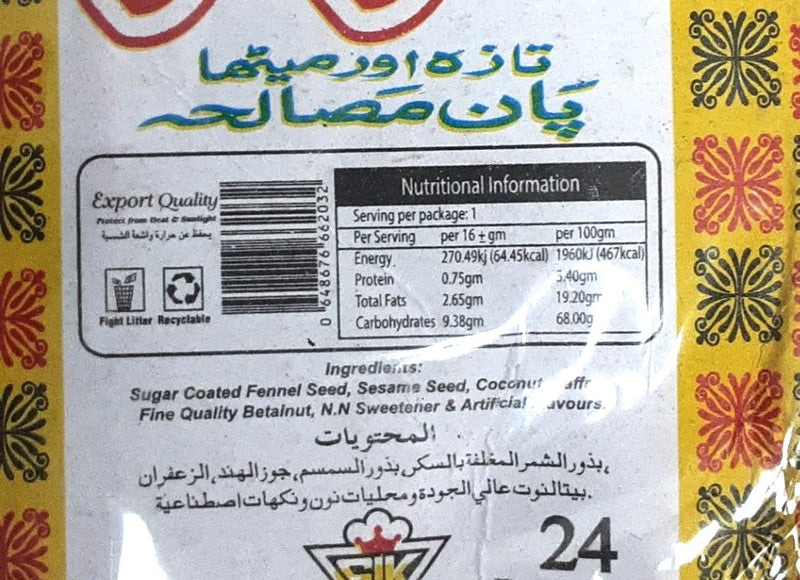 تازہ اور میٹھا
پان مصالحہ
Export Quality
Protect from Heat & Sunlight
يحفظ عن حرارة واشعة الشمسية
Fight Litter Recyclable
0 648676 662032
Nutritional Information
Serving per package: 1
Per Serving per 16 ± gm per 100gm
Energy. 270.49kj (64.45kcal) 1960kJ (467kcal)
Protein 0.75gm 5.40gm
Total Fats 2.65gm 19.20gm
Carbohydrates 9.38gm 68.00g
Ingredients:
Sugar Coated Fennel Seed, Sesame Seed, Coconut
Fine Quality Betalnut, N.N Sweetener & Artificial
المحتويات
بذور الشمر المغلفة بالسكر، بذور السمسم، جوز الهند، الزعفران،
بيتالنوت عالي الجودة ومحليات نون ونكهات اصطناعية.
24